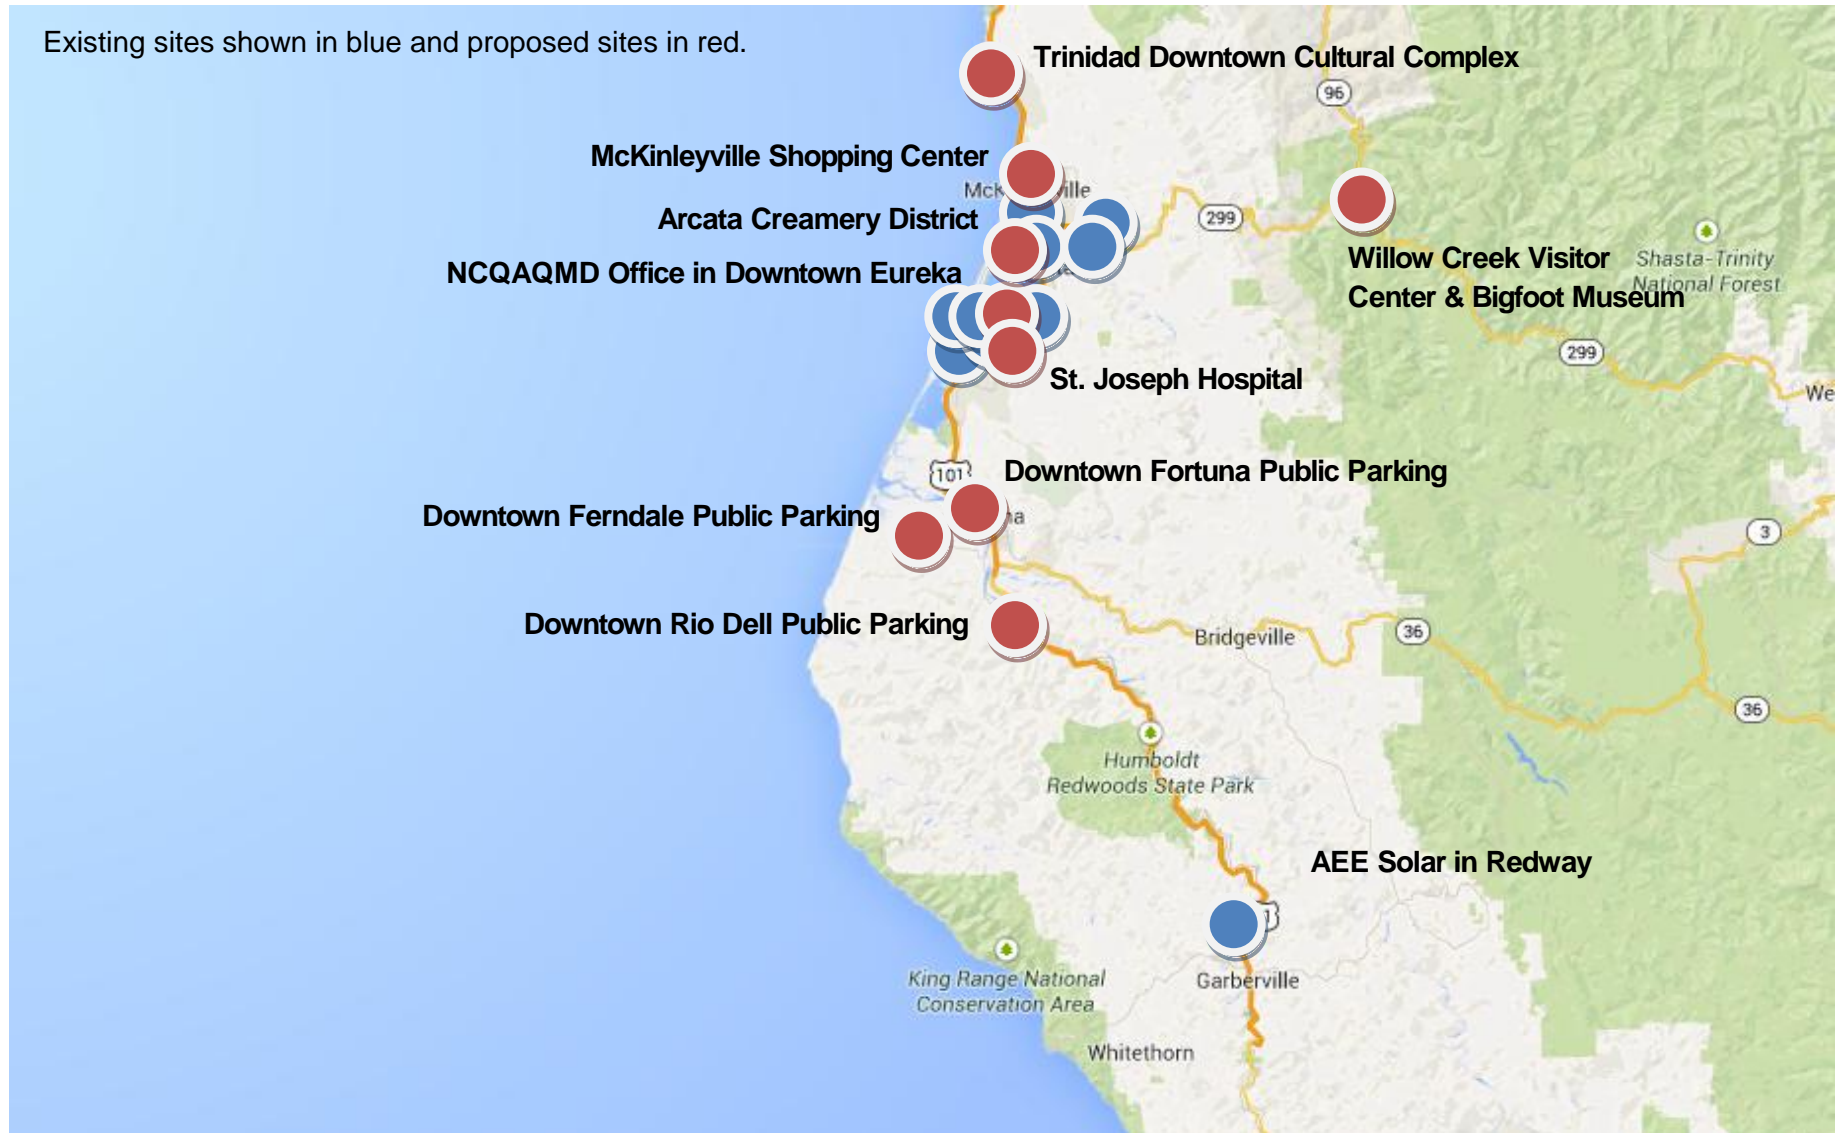 Existing sites shown in blue and proposed sites in red.
Trinidad Downtown Cultural Complex
96
McKinleyville Shopping Center
Arcata Creamery District
299
NCQAQMD Office in Downtown Eureka
Willow Creek Visitor
Center & Bigfoot Museum
Shasta-Trinity
National Forest
299
St. Joseph Hospital
We
101
Downtown Fortuna Public Parking
Downtown Ferndale Public Parking
3
Downtown Rio Dell Public Parking
Bridgeville
36
36
Humboldt
Redwoods State Park
AEE Solar in Redway
King Range National
Conservation Area
Garberville
Whitethorn